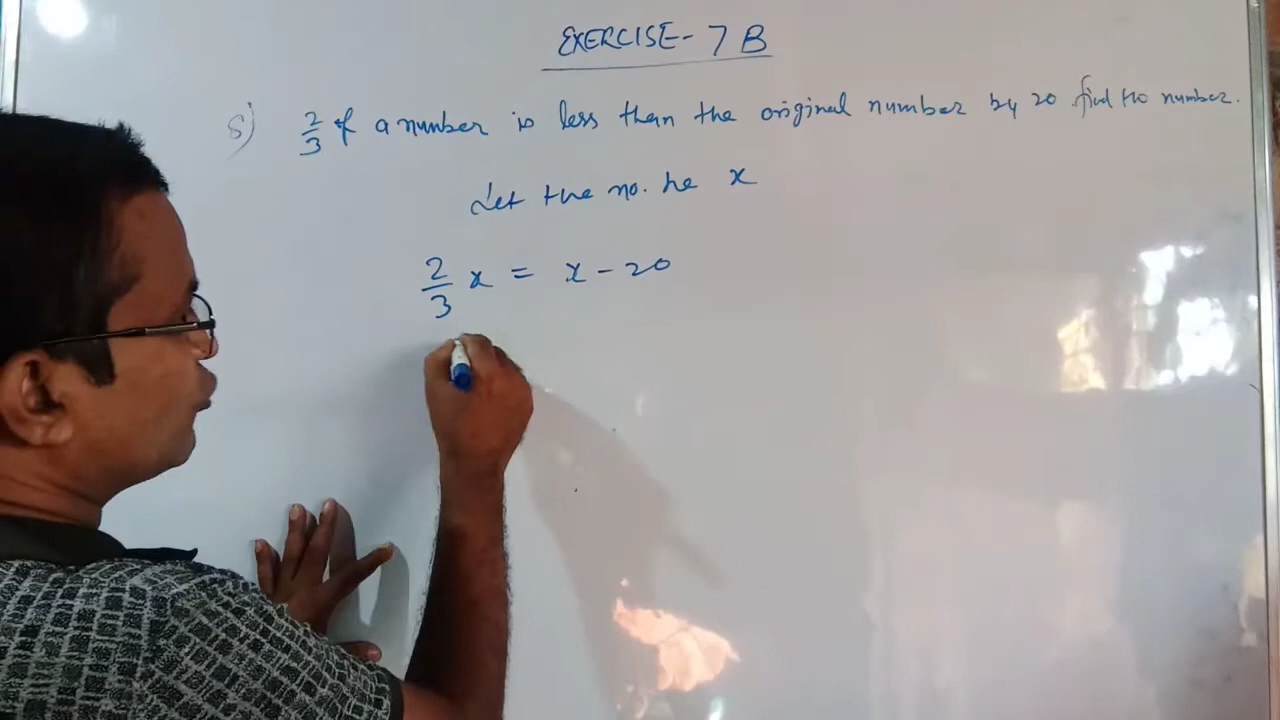 EXERCISE- 7 B
5) 2/3 of a number is less than the original number by 20 . find the number.
Let the no. be x
2/3 x = x - 20